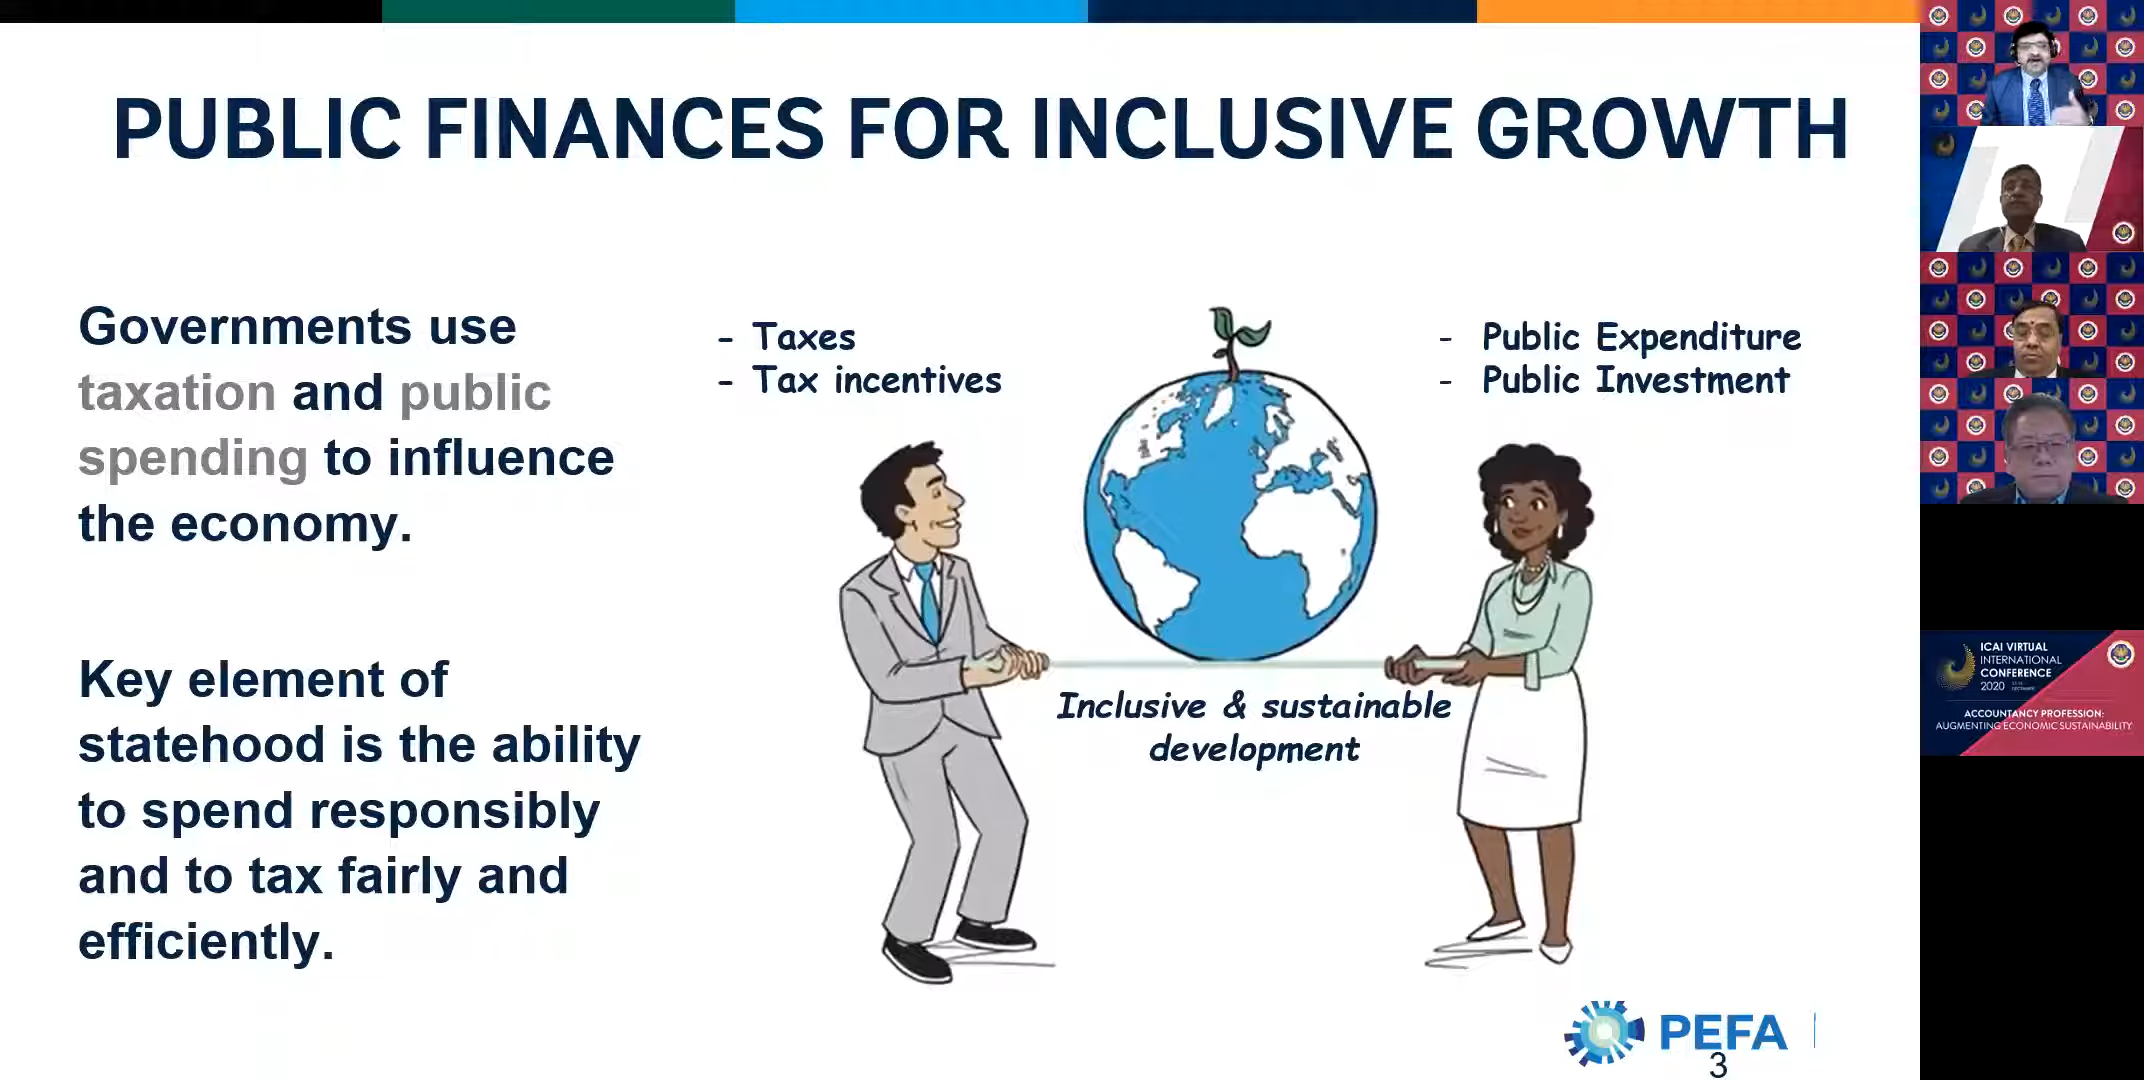 PUBLIC FINANCES FOR INCLUSIVE GROWTH
Governments use
taxation and public
spending to influence
the economy.
Key element of
statehood is the ability
to spend responsibly
and to tax fairly and
efficiently.
- Taxes
- Tax incentives
- Public Expenditure
- Public Investment
Inclusive & sustainable
development
PEFA
3
ICAI VIRTUAL
INTERNATIONAL
CONFERENCE
2020
ACCOUNTANCY PROFESSION:
AUGMENTING ECONOMIC SUSTAINABILITY